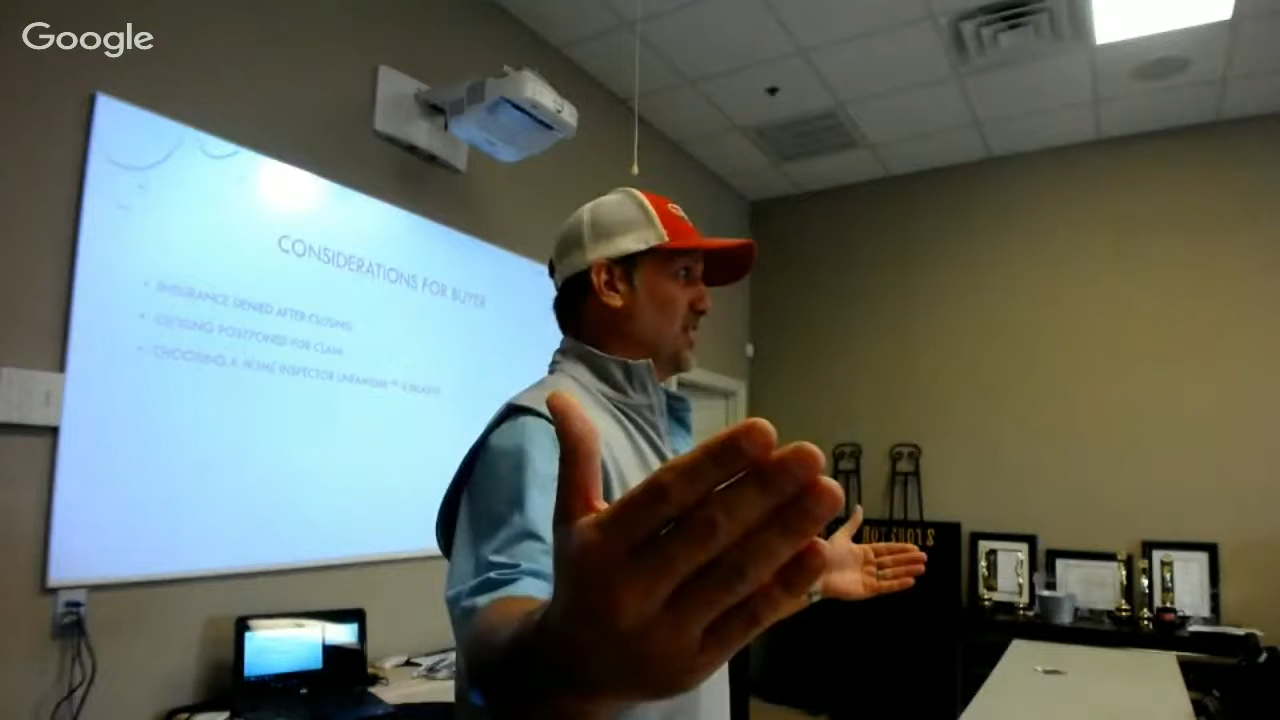 Google
CONSIDERATIONS FOR BUYER
• INSURANCE DENIED AFTER CLOSING
• CLOSING POSTPONED FOR CLAIM
• CHOOSING A HOME INSPECTOR UNFAMILIAR W/